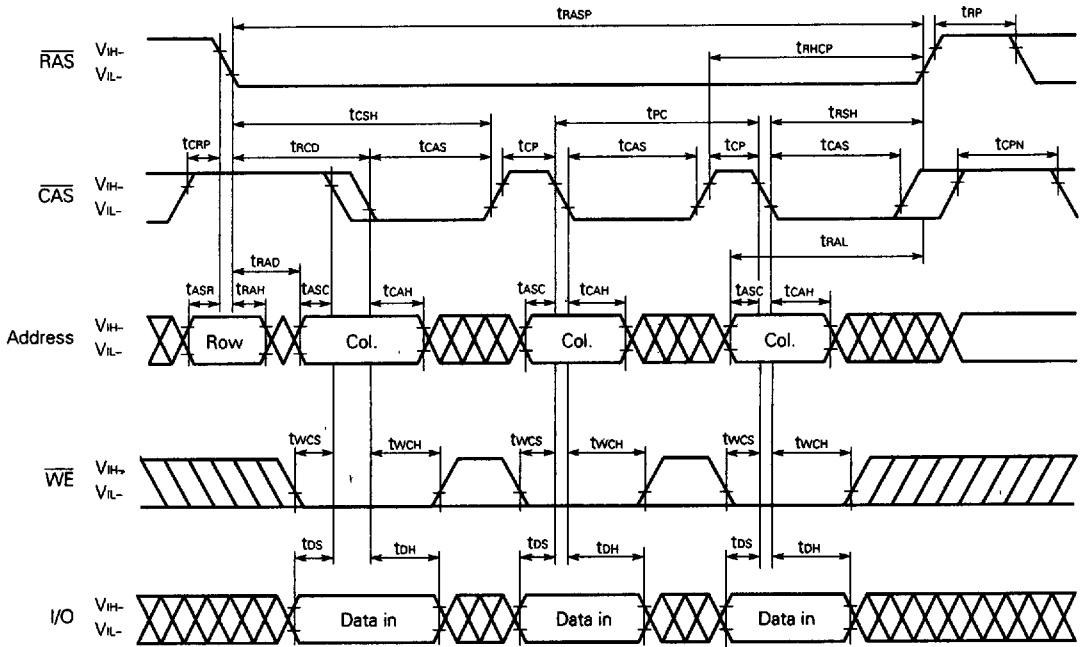 tRASP tRP
RAS VIH– tRHCP
VIL–
tCSH tPC tRSH
tCRP tRCD tCAS tCP tCAS tCP tCAS tCPN
CAS VIH–
VIL–
tRAL
tRAD
tASR tRAH tASC tCAH tASC tCAH tASC tCAH
Address VIH– Row Col. Col. Col.
VIL–
tWCS tWCH tWCS tWCH tWCS tWCH
WE VIH–
VIL–
tDS tDH tDS tDH tDS tDH
I/O VIH– Data in Data in Data in
VIL–